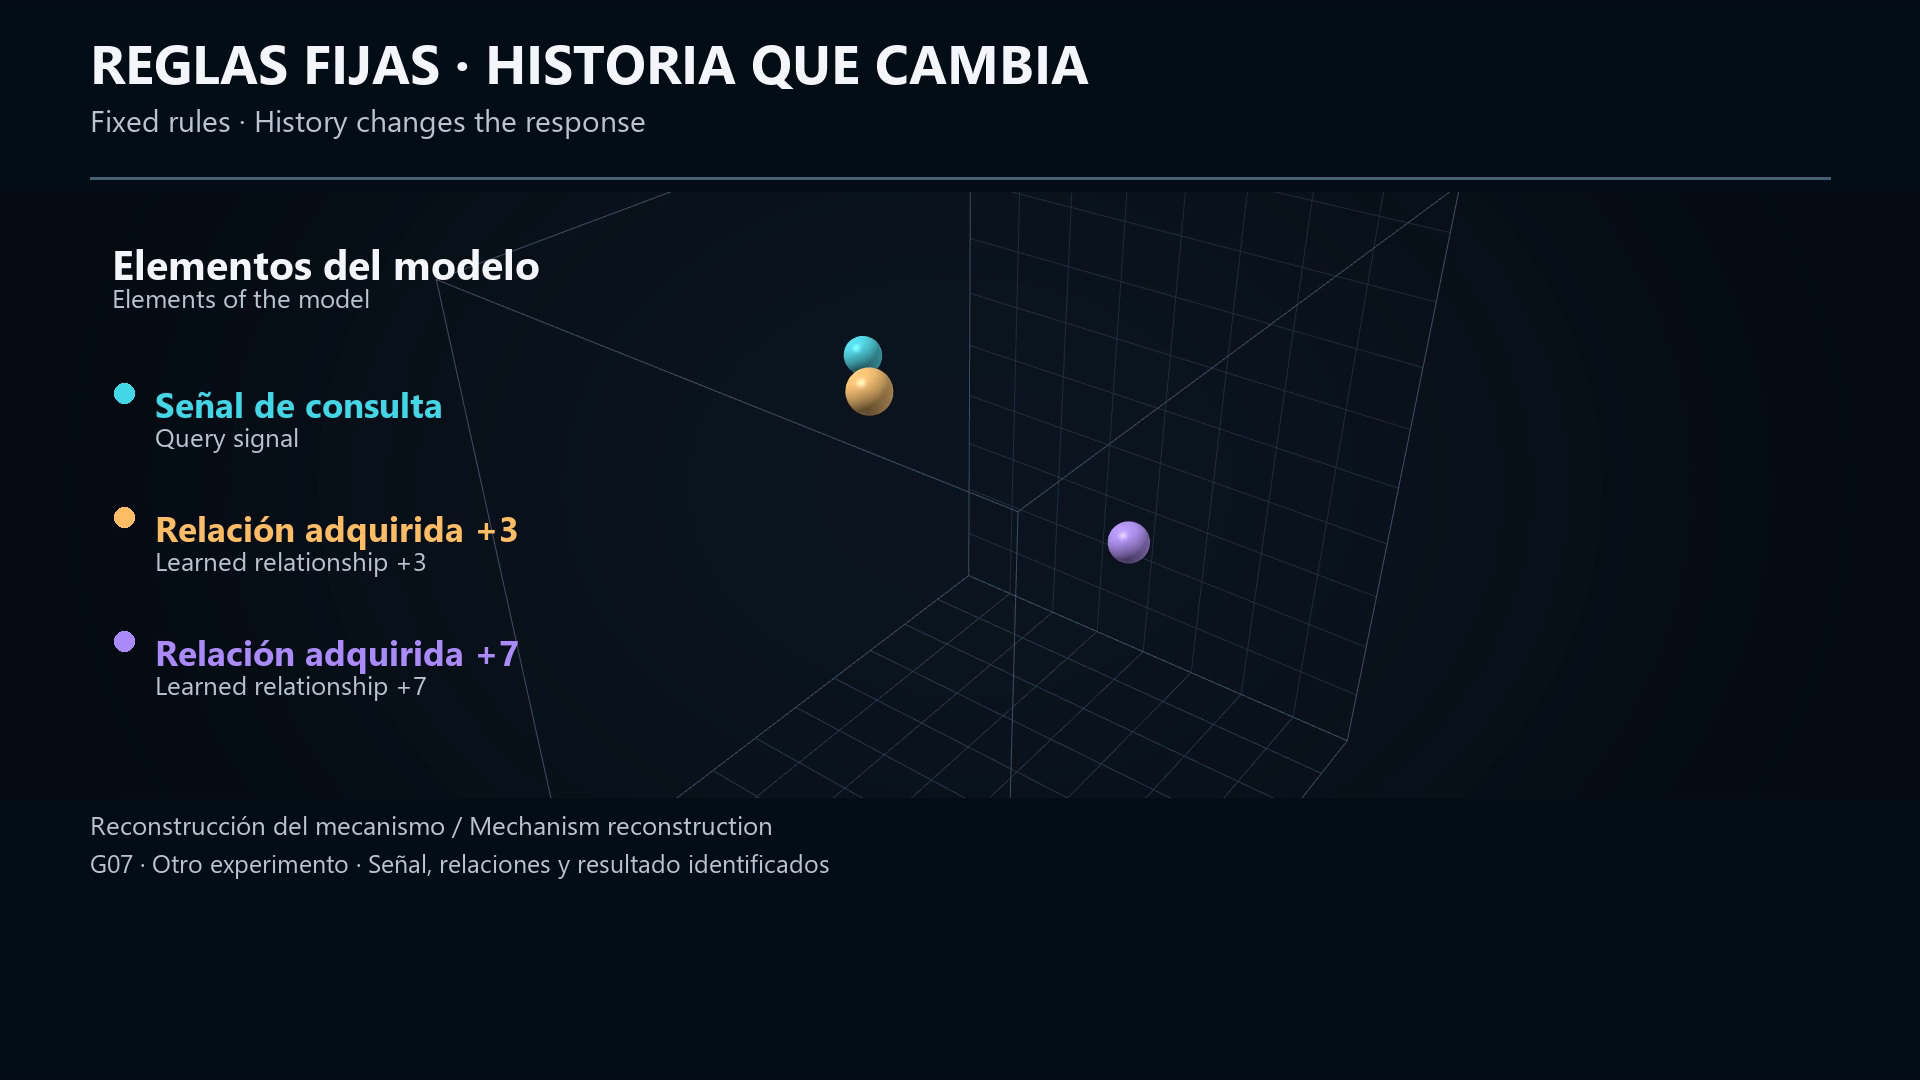 REGLAS FIJAS · HISTORIA QUE CAMBIA
Fixed rules · History changes the response
Elementos del modelo
Elements of the model
Señal de consulta
Query signal
Relación adquirida +3
Learned relationship +3
Relación adquirida +7
Learned relationship +7
Reconstrucción del mecanismo / Mechanism reconstruction
G07 · Otro experimento · Señal, relaciones y resultado identificados